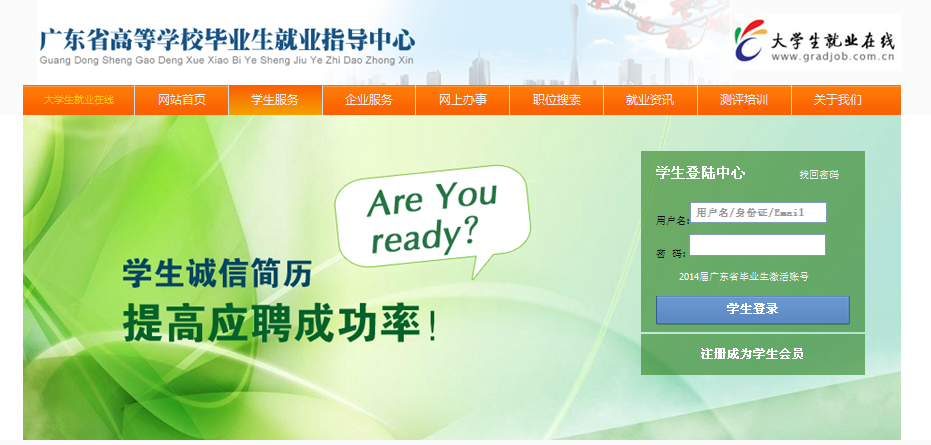 广东省高等学校毕业生就业指导中心
Guang Dong Sheng Gao Deng Xue Xiao Bi Ye Sheng Jiu Ye Zhi Dao Zhong Xin
大学生就业在线
www.gradjob.com.cn
大学生就业在线 网站首页 学生服务 企业服务 网上办事 职位搜索 就业资讯 测评培训 关于我们
Are You
ready?
学生诚信简历
提高应聘成功率!
学生登陆中心 找回密码
用户名: 用户名/身份证/Email
密 码:
2014届广东省毕业生激活账号
学生登录
注册成为学生会员